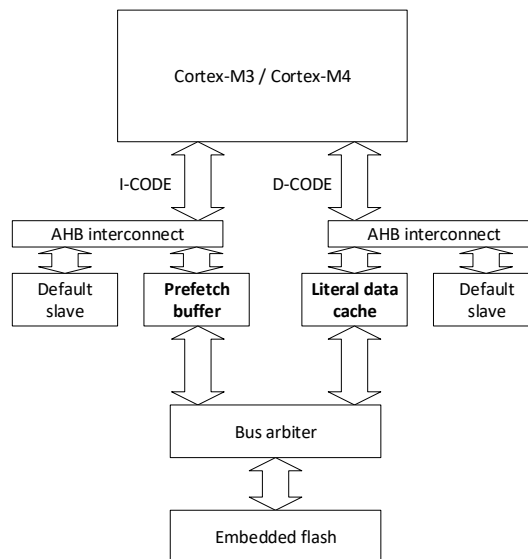 Cortex-M3 / Cortex-M4
I-CODE
D-CODE
AHB interconnect
AHB interconnect
Default
slave
Prefetch
buffer
Literal data
cache
Default
slave
Bus arbiter
Embedded flash